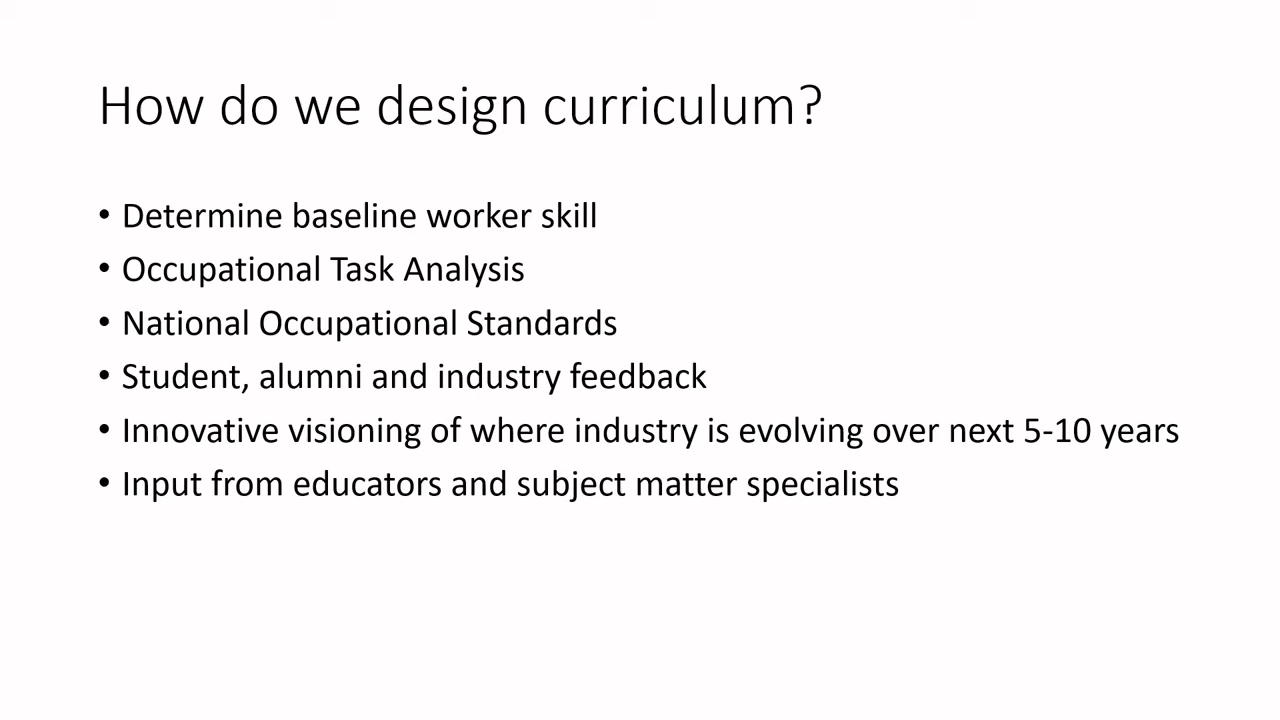 How do we design curriculum?
• Determine baseline worker skill
• Occupational Task Analysis
• National Occupational Standards
• Student, alumni and industry feedback
• Innovative visioning of where industry is evolving over next 5-10 years
• Input from educators and subject matter specialists